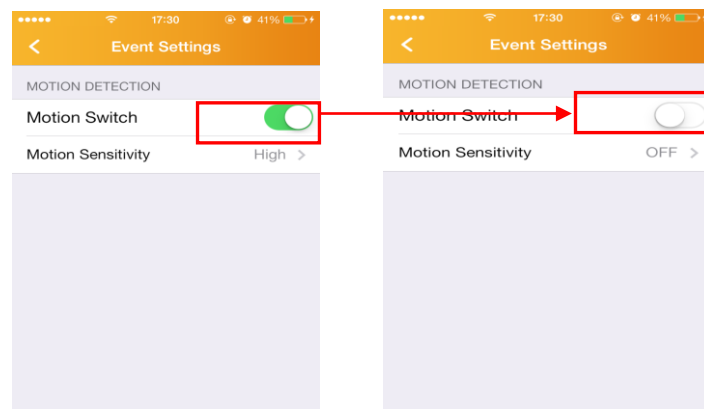 17:30 41%
Event Settings
MOTION DETECTION
Motion Switch
Motion Sensitivity High >
17:30 41%
Event Settings
MOTION DETECTION
Motion Switch
Motion Sensitivity OFF >